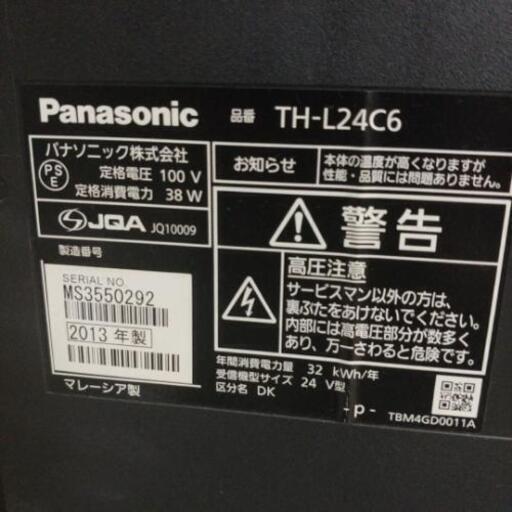 Panasonic 品番 TH-L24C6
パナソニック株式会社
PS E 定格電圧 100 V
定格消費電力 38 W
JQA JQ10009
お知らせ
本体の温度が高くなりますが
性能・品質には問題ありません。
警告
高圧注意
サービスマン以外の方は、
裏ぶたをあけないでください。
内部には高電圧部分が数多く
あり、万一さわると危険です。
製造番号
SERIAL NO.
MS3550292
2013 年製
マレーシア製
年間消費電力量 32 kWh/年
受信機型サイズ 24 V型
区分名 DK
- p -
TBM4GD0011A